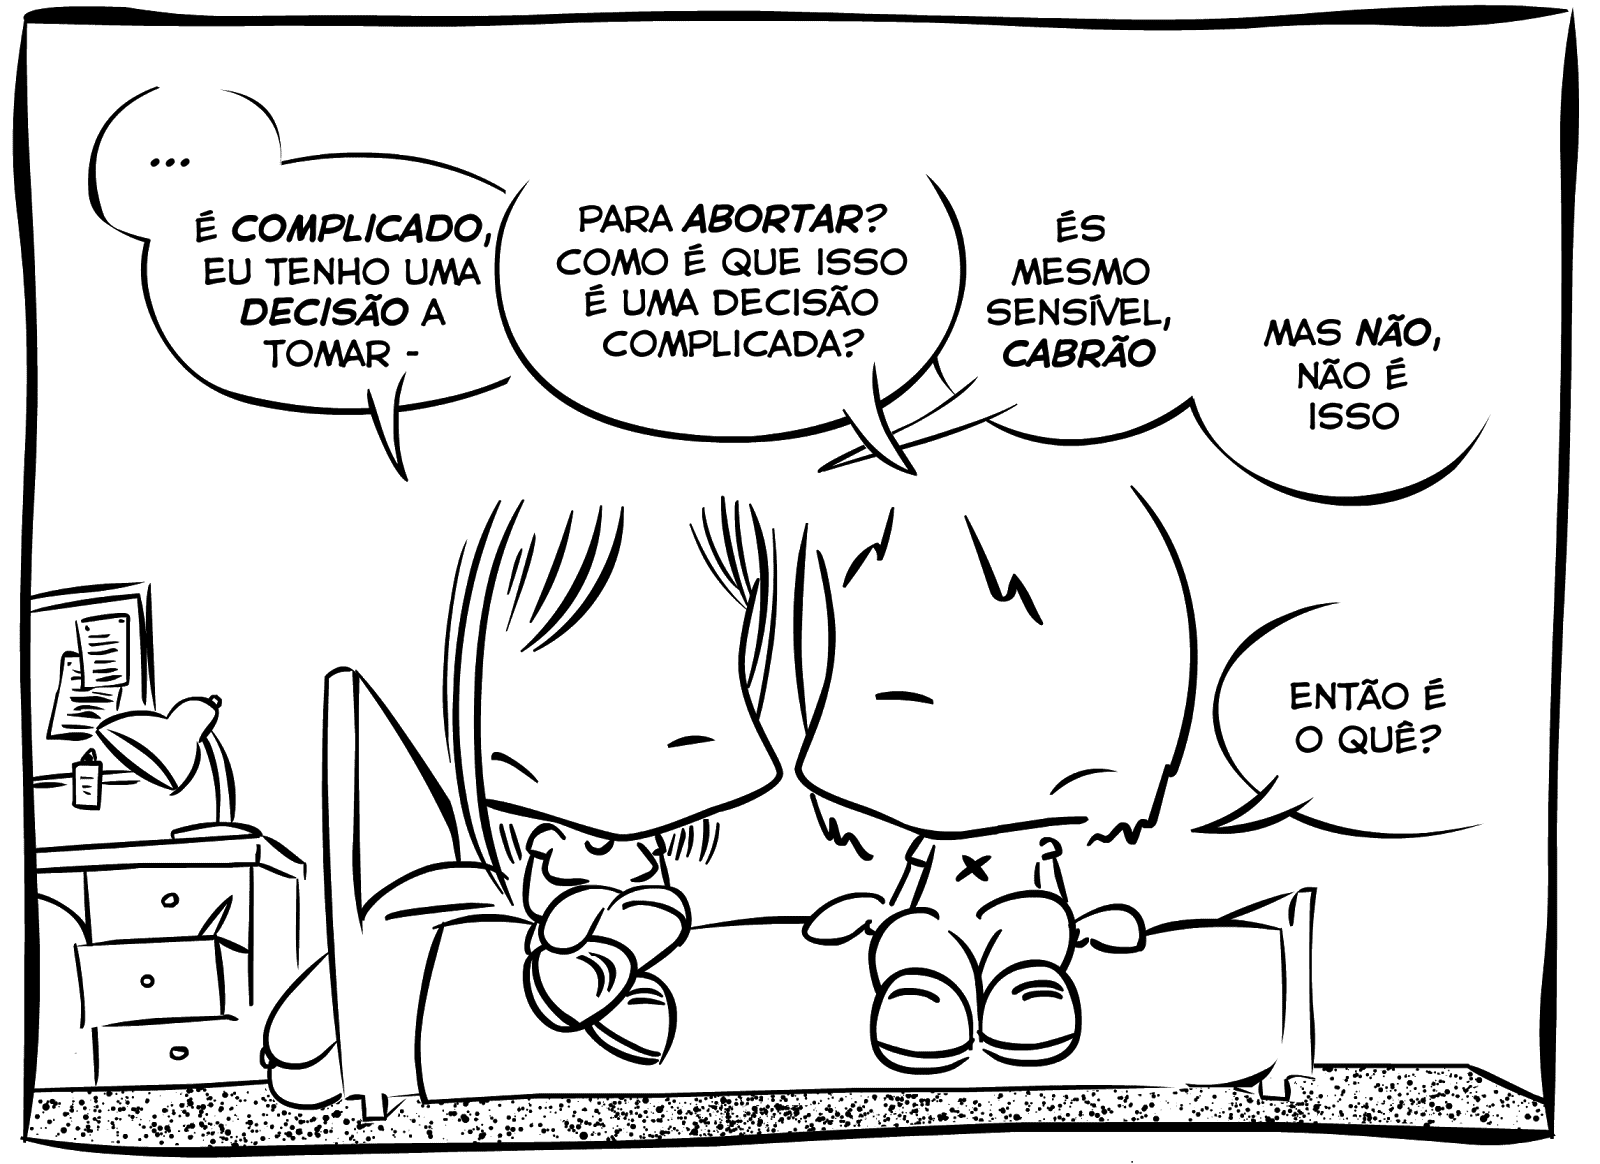 ...
É COMPLICADO,
EU TENHO UMA
DECISÃO A
TOMAR -
PARA ABORTAR?
COMO É QUE ISSO
É UMA DECISÃO
COMPLICADA?
ÉS
MESMO
SENSÍVEL,
CABRÃO
MAS NÃO,
NÃO É
ISSO
ENTÃO É
O QUÊ?